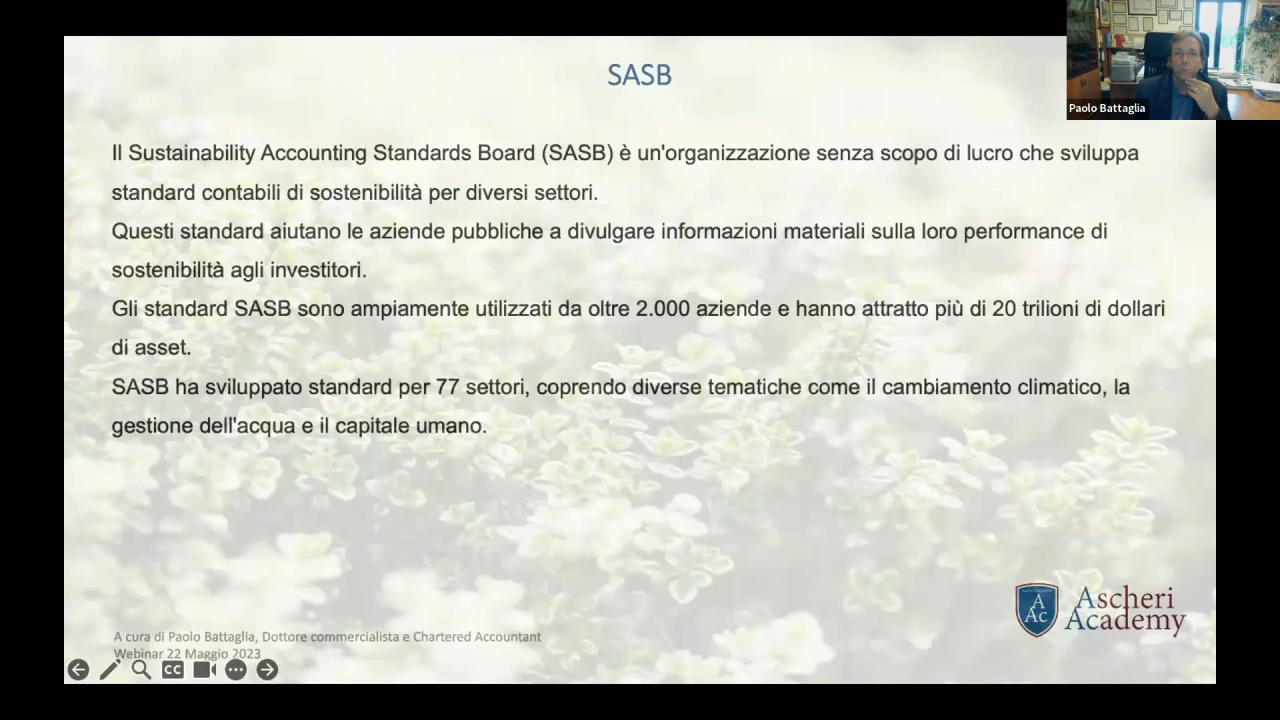 SASB
Paolo Battaglia
Il Sustainability Accounting Standards Board (SASB) è un'organizzazione senza scopo di lucro che sviluppa
standard contabili di sostenibilità per diversi settori.
Questi standard aiutano le aziende pubbliche a divulgare informazioni materiali sulla loro performance di
sostenibilità agli investitori.
Gli standard SASB sono ampiamente utilizzati da oltre 2.000 aziende e hanno attratto più di 20 trilioni di dollari
di asset.
SASB ha sviluppato standard per 77 settori, coprendo diverse tematiche come il cambiamento climatico, la
gestione dell'acqua e il capitale umano.
A
Ac
Ascheri
Academy
A cura di Paolo Battaglia, Dottore commercialista e Chartered Accountant
Webinar 22 Maggio 2023
CC